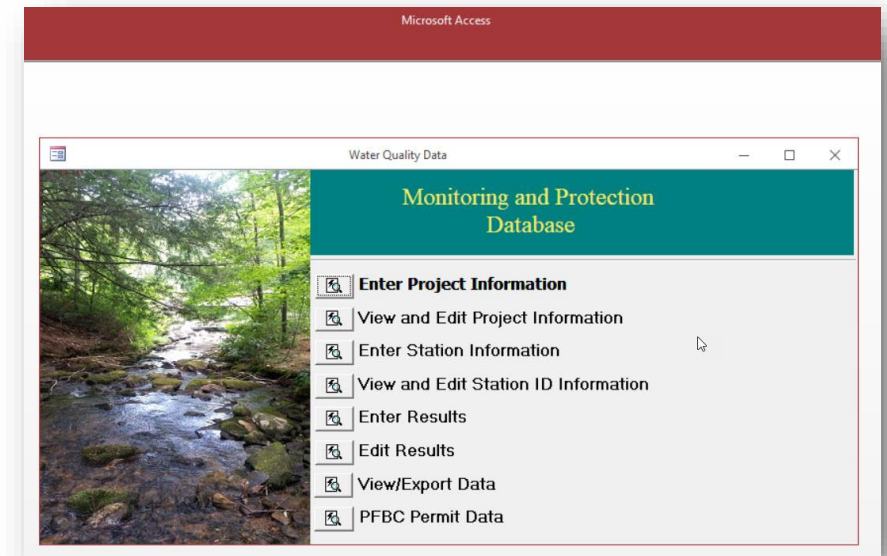 Microsoft Access
Water Quality Data
Monitoring and Protection
Database
Enter Project Information
View and Edit Project Information
Enter Station Information
View and Edit Station ID Information
Enter Results
Edit Results
View/Export Data
PFBC Permit Data